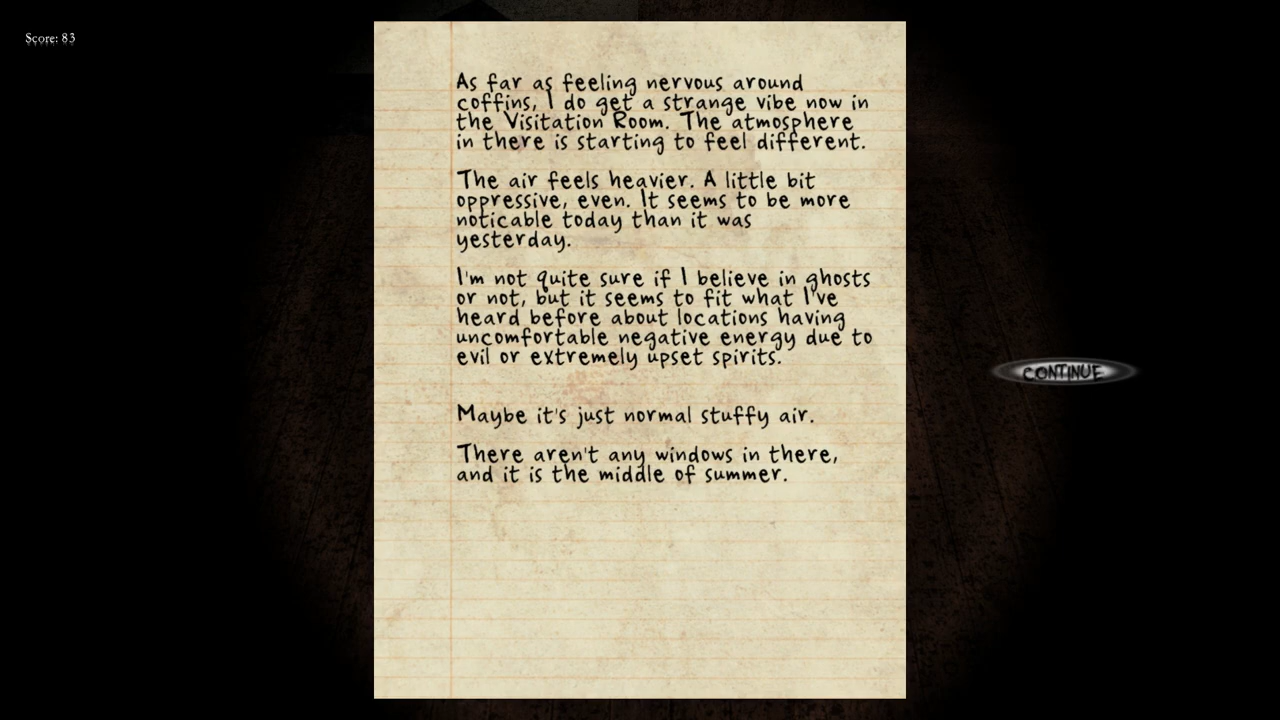 Score: 83
As far as feeling nervous around
coffins, I do get a strange vibe now in
the Visitation Room. The atmosphere
in there is starting to feel different.
The air feels heavier. A little bit
oppressive, even. It seems to be more
noticable today than it was
yesterday.
I'm not quite sure if I believe in ghosts
or not, but it seems to fit what I've
heard before about locations having
uncomfortable negative energy due to
evil or extremely upset spirits.
Maybe it's just normal stuffy air.
There aren't any windows in there,
and it is the middle of summer.
CONTINUE